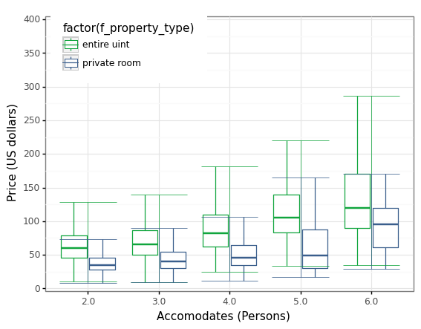 factor(f_property_type)
entire uint
private room
Price (US dollars)
400
350
300
250
200
150
100
50
0
2.0 3.0 4.0 5.0 6.0
Accomodates (Persons)